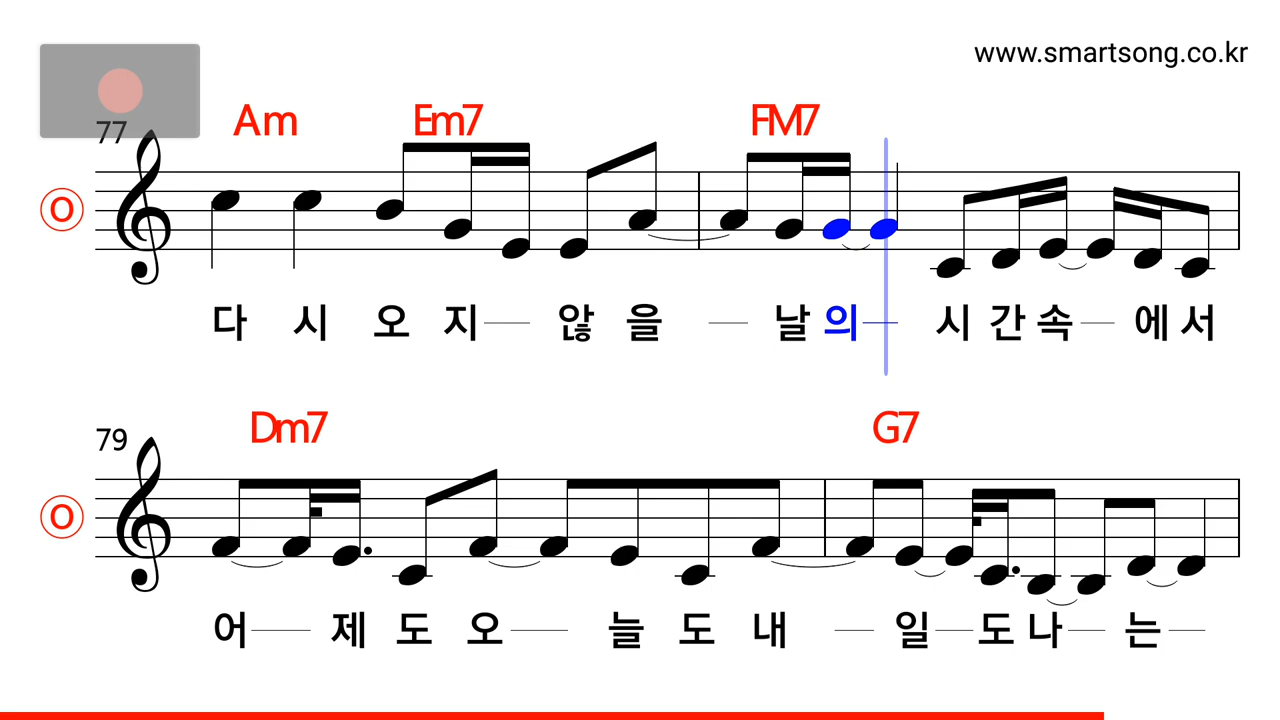 www.smartsong.co.kr
77 Am Em7 FM7
O
다 시 오 지 않 을 날 의 시 간 속 에 서
79 Dm7 G7
O
어 제 도 오 늘 도 내 일 도 나 는